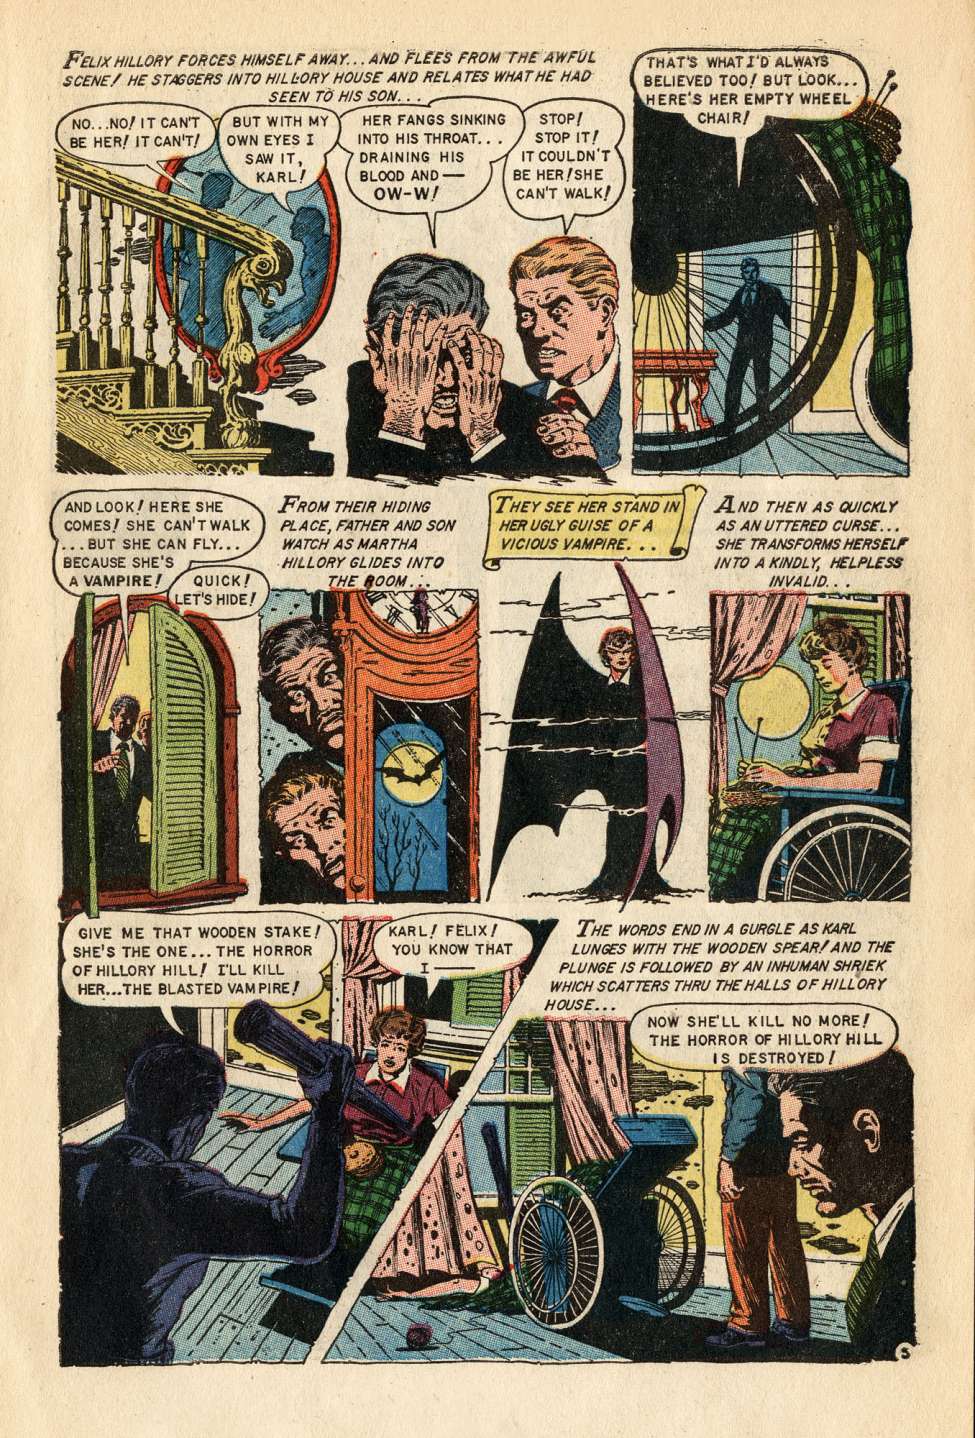 FELIX HILLORY FORCES HIMSELF AWAY...AND FLEES FROM THE AWFUL
SCENE! HE STAGGERS INTO HILLORY HOUSE AND RELATES WHAT HE HAD
SEEN TO HIS SON...
NO...NO! IT CAN'T
BE HER! IT CAN'T!
BUT WITH MY
OWN EYES I
SAW IT,
KARL!
HER FANGS SINKING
INTO HIS THROAT...
DRAINING HIS
BLOOD AND—
OW-W!
STOP!
STOP IT!
IT COULDN'T
BE HER! SHE
CAN'T WALK!
THAT'S WHAT I'D ALWAYS
BELIEVED TOO! BUT LOOK...
HERE'S HER EMPTY WHEEL
CHAIR!
AND LOOK! HERE SHE
COMES! SHE CAN'T WALK
...BUT SHE CAN FLY...
BECAUSE SHE'S
A VAMPIRE!
QUICK!
LET'S HIDE!
FROM THEIR HIDING
PLACE, FATHER AND SON
WATCH AS MARTHA
HILLORY GLIDES INTO
THE ROOM...
THEY SEE HER STAND IN
HER UGLY GUISE OF A
VICIOUS VAMPIRE...
AND THEN AS QUICKLY
AS AN UTTERED CURSE...
SHE TRANSFORMS HERSELF
INTO A KINDLY, HELPLESS
INVALID...
GIVE ME THAT WOODEN STAKE!
SHE'S THE ONE... THE HORROR
OF HILLORY HILL! I'LL KILL
HER...THE BLASTED VAMPIRE!
KARL! FELIX!
YOU KNOW THAT
I —
THE WORDS END IN A GURGLE AS KARL
LUNGES WITH THE WOODEN SPEAR! AND THE
PLUNGE IS FOLLOWED BY AN INHUMAN SHRIEK
WHICH SCATTERS THRU THE HALLS OF HILLORY
HOUSE...
NOW SHE'LL KILL NO MORE!
THE HORROR OF HILLORY HILL
IS DESTROYED!
5